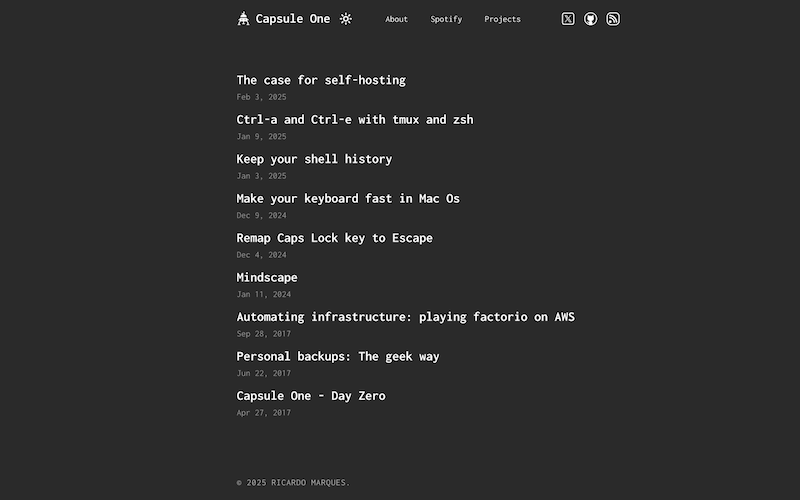 Capsule One
About
Spotify
Projects
The case for self-hosting
Feb 3, 2025
Ctrl-a and Ctrl-e with tmux and zsh
Jan 9, 2025
Keep your shell history
Jan 3, 2025
Make your keyboard fast in Mac Os
Dec 9, 2024
Remap Caps Lock key to Escape
Dec 4, 2024
Mindscape
Jan 11, 2024
Automating infrastructure: playing factorio on AWS
Sep 28, 2017
Personal backups: The geek way
Jun 22, 2017
Capsule One - Day Zero
Apr 27, 2017
© 2025 RICARDO MARQUES.